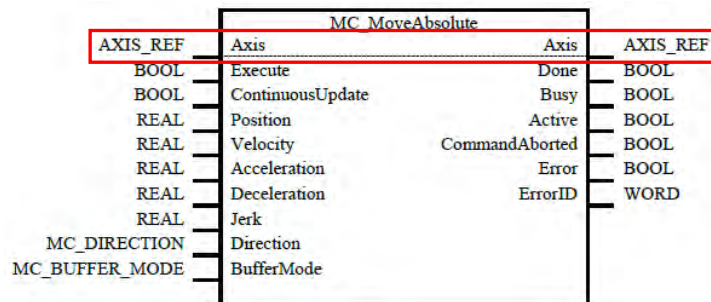 MC_MoveAbsolute
AXIS_REF Axis Axis AXIS_REF
BOOL Execute Done BOOL
BOOL ContinuousUpdate Busy BOOL
REAL Position Active BOOL
REAL Velocity CommandAborted BOOL
REAL Acceleration Error BOOL
REAL Deceleration ErrorID WORD
REAL Jerk
MC_DIRECTION Direction
MC_BUFFER_MODE BufferMode